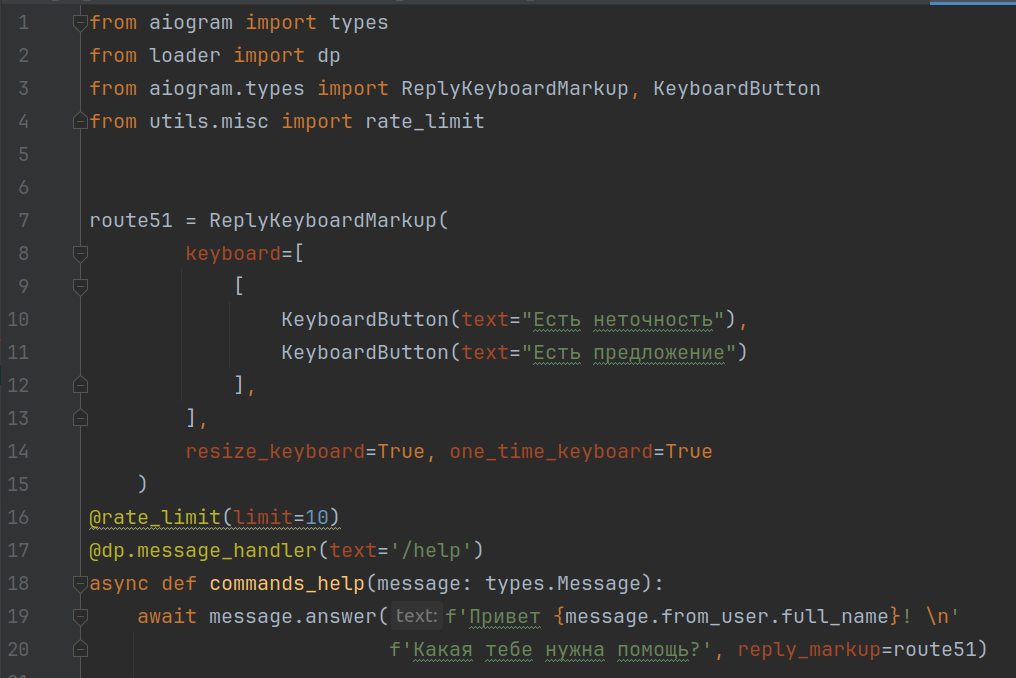 1 from aiogram import types
2 from loader import dp
3 from aiogram.types import ReplyKeyboardMarkup, KeyboardButton
4 from utils.misc import rate_limit
5
6
7 route51 = ReplyKeyboardMarkup(
8         keyboard=[
9             [
10                 KeyboardButton(text="Есть неточность"),
11                 KeyboardButton(text="Есть предложение")
12             ],
13         ],
14         resize_keyboard=True, one_time_keyboard=True
15     )
16 @rate_limit(limit=10)
17 @dp.message_handler(text='/help')
18 async def commands_help(message: types.Message):
19     await message.answer( text: f'Привет {message.from_user.full_name}! \n'
20                          f'Какая тебе нужна помощь?', reply_markup=route51)